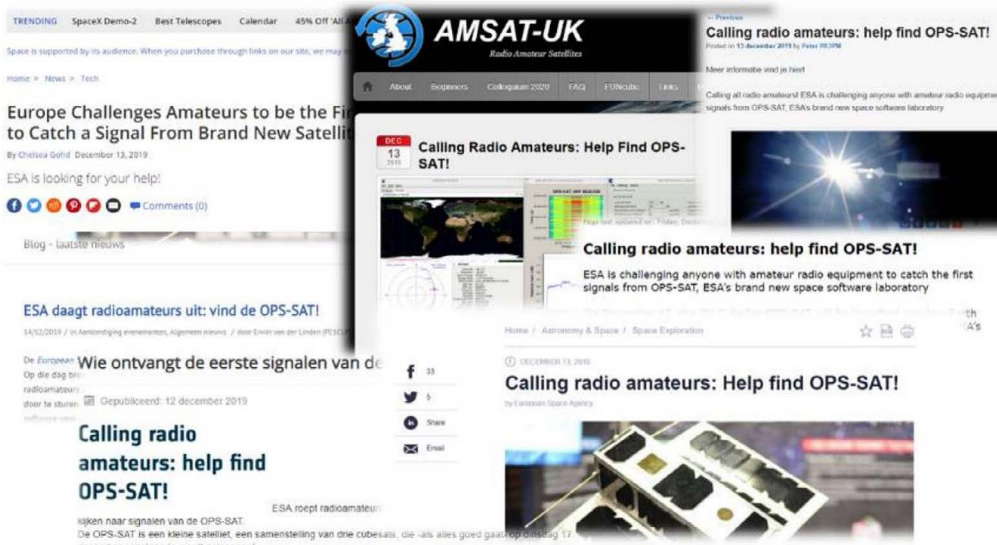 TRENDING SpaceX Demo-2 Best Telescopes Calendar 45% Off 'All
Space is supported by its audience. When you purchase through links on our site, we may
Home > News > Tech
Europe Challenges Amateurs to be the Fi
to Catch a Signal From Brand New Satelli
By Chelsea Gohd December 13, 2019
ESA is looking for your help!
Comments (0)
AMSAT-UK
Radio Amateur Satellites
About Beginners Colloquium 2020 FAQ FUNcube Links
DEC
13
2019
Calling Radio Amateurs: Help Find OPS-
SAT!
← Previous
Calling radio amateurs: help find OPS-SAT!
Posted on 13 december 2019 by Peter
Meer informatie vind je hier!
Calling all radio amateurs! ESA is challenging anyone with amateur radio equipme
signals from OPS-SAT, ESA's brand new space software laboratory
Calling radio amateurs: help find OPS-SAT!
ESA is challenging anyone with amateur radio equipment to catch the first
signals from OPS-SAT, ESA's brand new space software laboratory
Blog - laatste nieuws
ESA daagt radioamateurs uit: vind de OPS-SAT!
14/12/2019 / in Aankondiging evenementen, Algemeen nieuws / door Erwin van der Linden
De European
Op die dag
radioamateurs
door te sturen
Wie ontvangt de eerste signalen van de
Gepubliceerd: 12 december 2019
Calling radio
amateurs: help find
OPS-SAT!
ESA roept radioamateur
kijken naar signalen van de OPS-SAT.
De OPS-SAT is een kleine satelliet, een samenstelling van drie cubesats, die -als alles goed gaat- op dinsdag 17
33
5
Share
Email
Home / Astronomy & Space / Space Exploration
DECEMBER 13, 2019
Calling radio amateurs: Help find OPS-SAT!
by European Space Agency